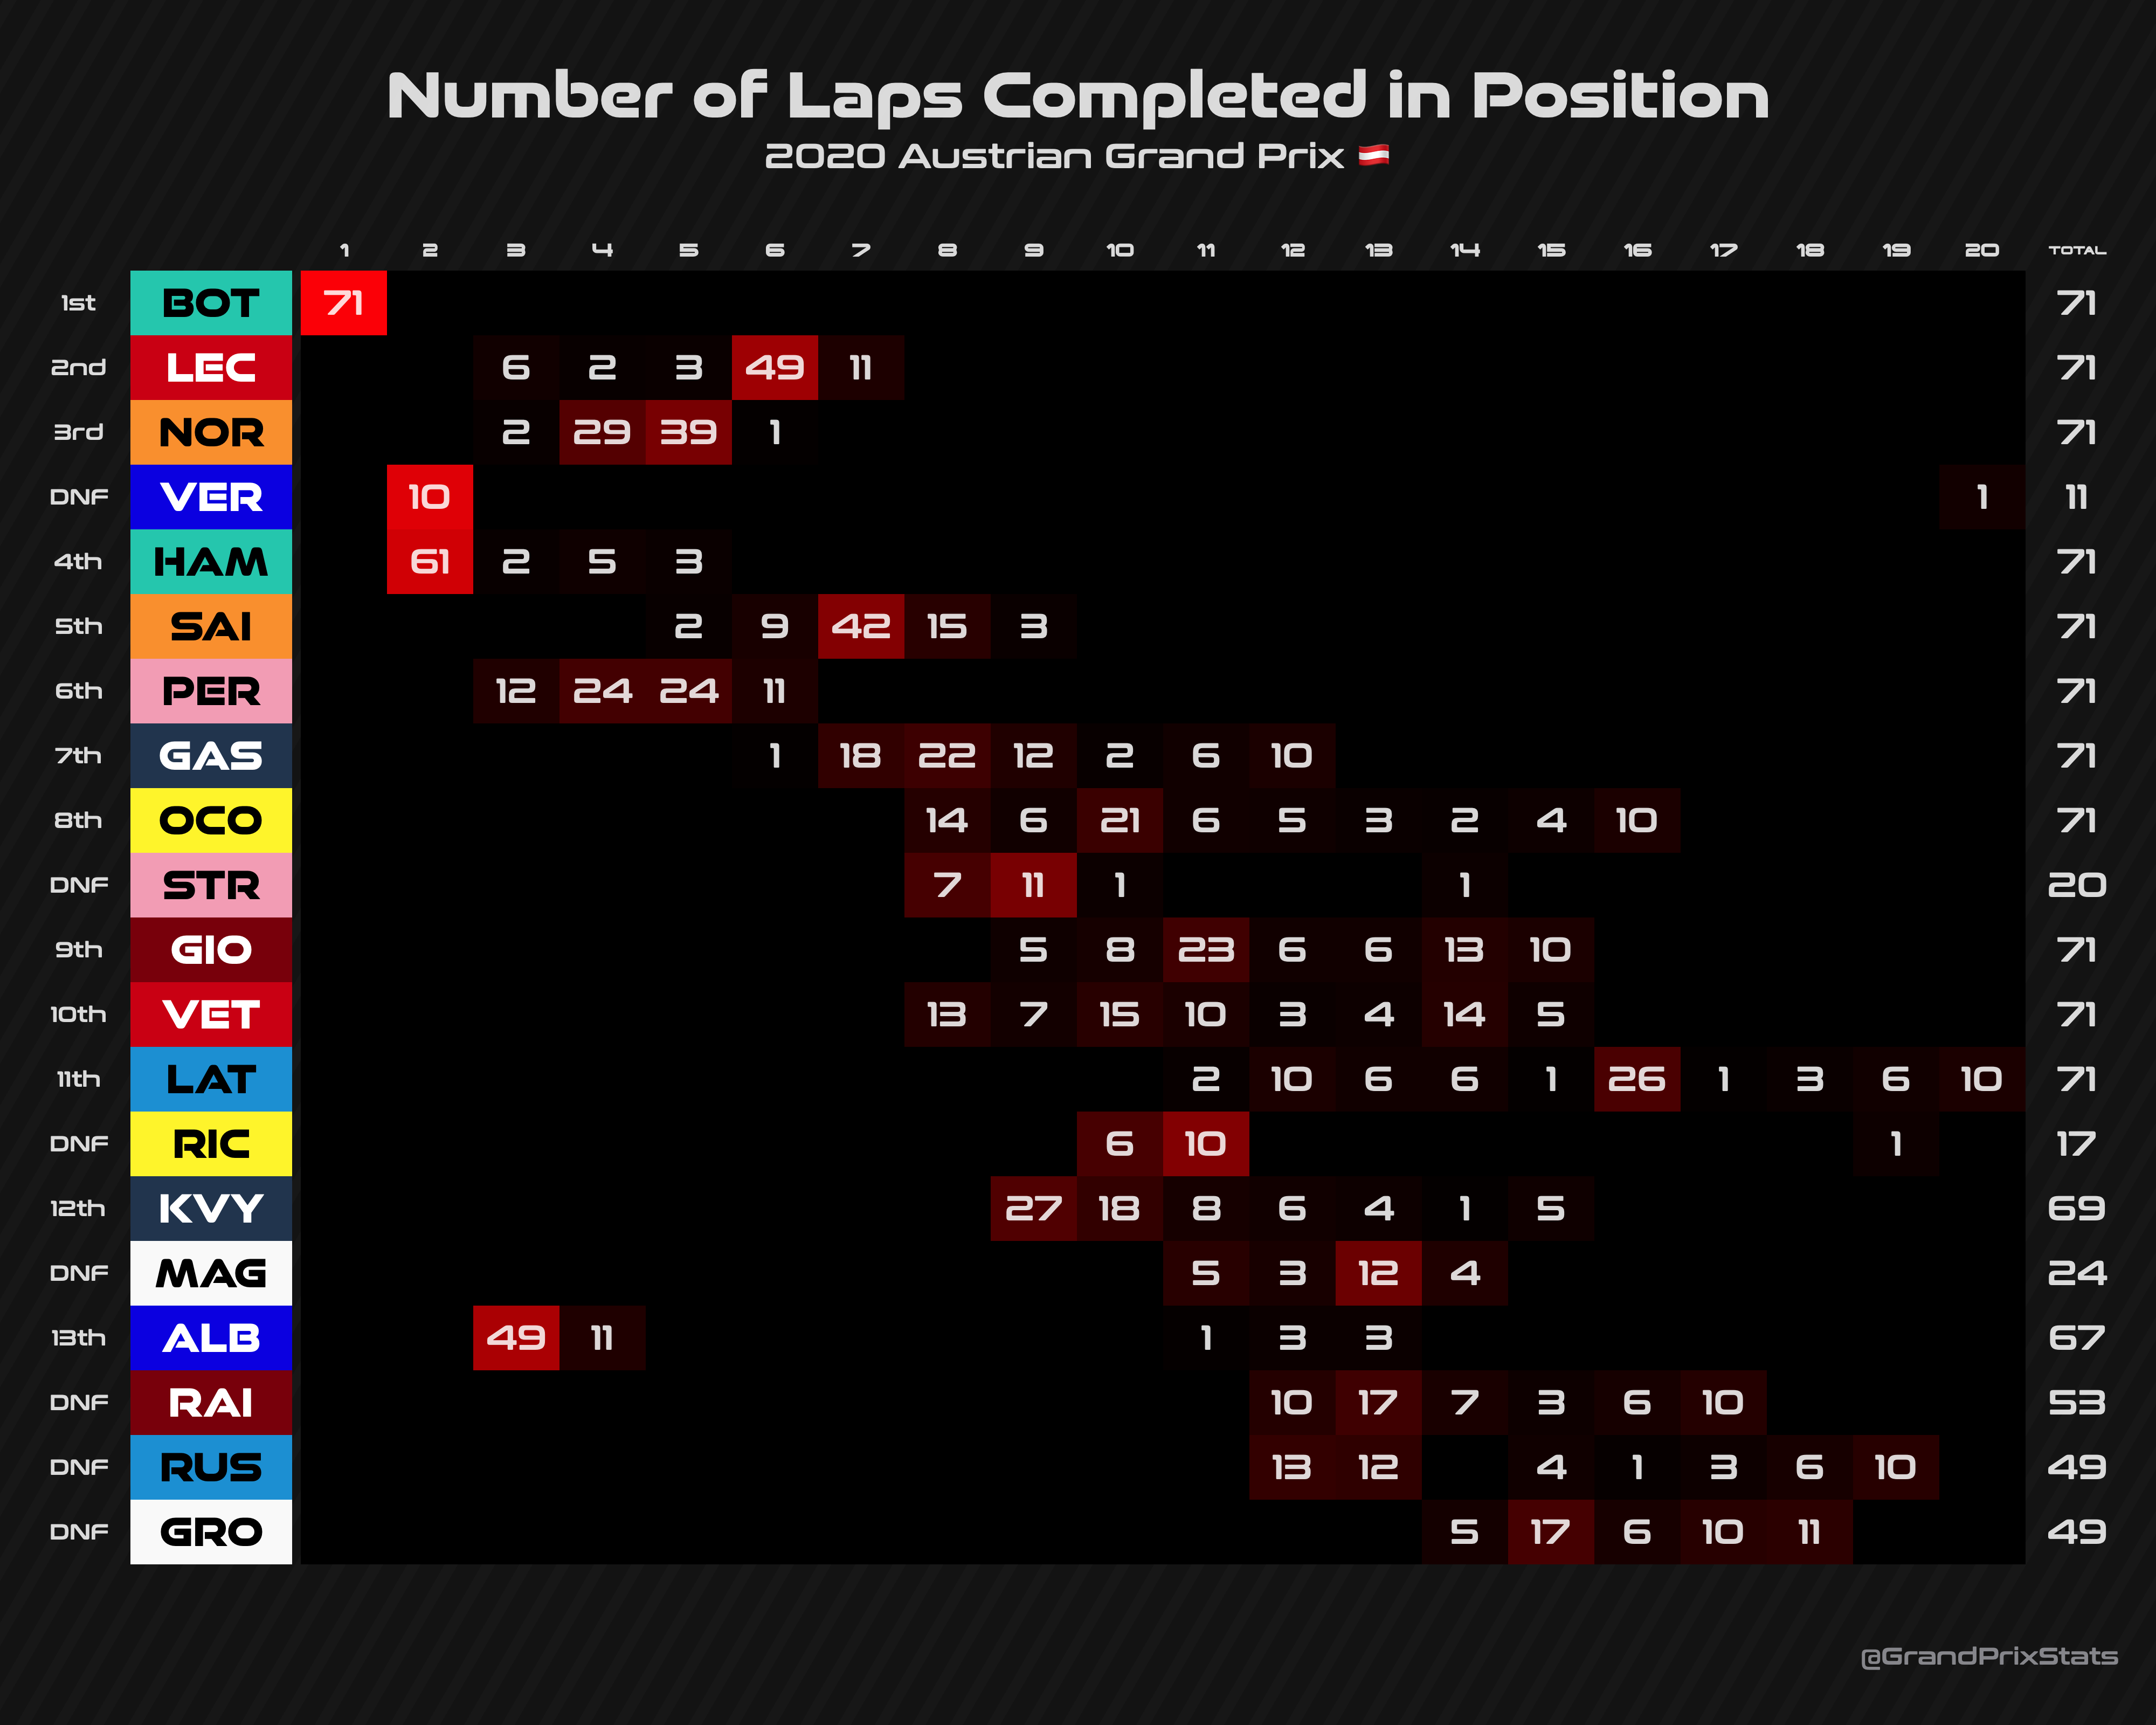 Number of Laps Completed in Position
2020 Austrian Grand Prix 🇦🇹
1 2 3 4 5 6 7 8 9 10 11 12 13 14 15 16 17 18 19 20 TOTAL
1st BOT 71 71
2nd LEC 6 2 3 49 11 71
3rd NOR 2 29 39 1 71
DNF VER 10 1 11
4th HAM 61 2 5 3 71
5th SAI 2 9 42 15 3 71
6th PER 12 24 24 11 71
7th GAS 1 18 22 12 2 6 10 71
8th OCO 14 6 21 6 5 3 2 4 10 71
DNF STR 7 11 1 1 20
9th GIO 5 8 23 6 6 13 10 71
10th VET 13 7 15 10 3 4 14 5 71
11th LAT 2 10 6 6 1 26 1 3 6 10 71
DNF RIC 6 10 1 17
12th KVY 27 18 8 6 4 1 5 69
DNF MAG 5 3 12 4 24
13th ALB 49 11 1 3 3 67
DNF RAI 10 17 7 3 6 10 53
DNF RUS 13 12 4 1 3 6 10 49
DNF GRO 5 17 6 10 11 49
@GrandPrixStats